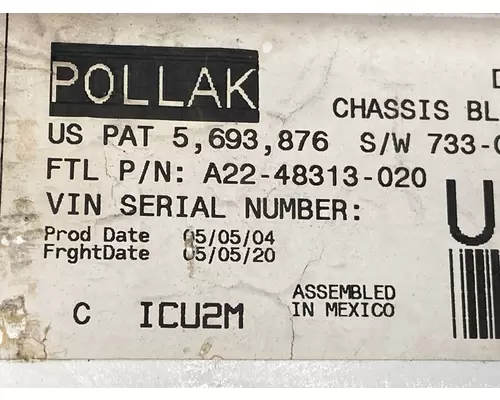 POLLAK
CHASSIS BL
US PAT 5,693,876 S/W 733-
FTL P/N: A22-48313-020
VIN SERIAL NUMBER:
U
Prod Date 05/05/04
FrghtDate 05/05/20
ASSEMBLED
C ICU2M IN MEXICO